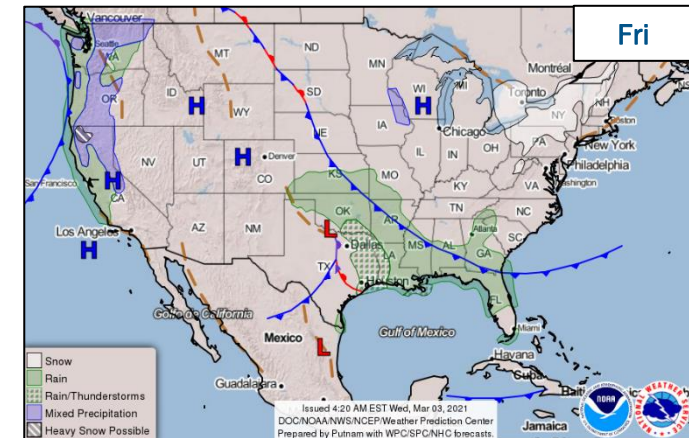 Fri
Vancouver
Seattle
WA
MT
ND
MN
Montréal
OR
ID
SD
WI
MI
Toronto
NH
H
H
WY
NY
Boston
IA
Chicago
PA
New York
NE
NV
UT
H
Denver
IL
IN
OH
Philadelphia
CO
KS
MO
WV
Washington
San Francisco
H
CA
KY
VA
OK
TN
NC
AZ
NM
AR
Los Angeles
L
Atlanta
SC
H
Dallas
MS
AL
GA
TX
LA
Houston
FL
Golfo de California
Mexico
L
Gulf of Mexico
Miami
Havana
Guadalajara
Cuba
Jamaica
Snow
Rain
Rain/Thunderstorms
Mixed Precipitation
Heavy Snow Possible
Issued 4:20 AM EST Wed, Mar 03, 2021
DOC/NOAA/NWS/NCEP/Weather Prediction Center
Prepared by Putnam with WPC/SPC/NHC forecasts.
NOAA